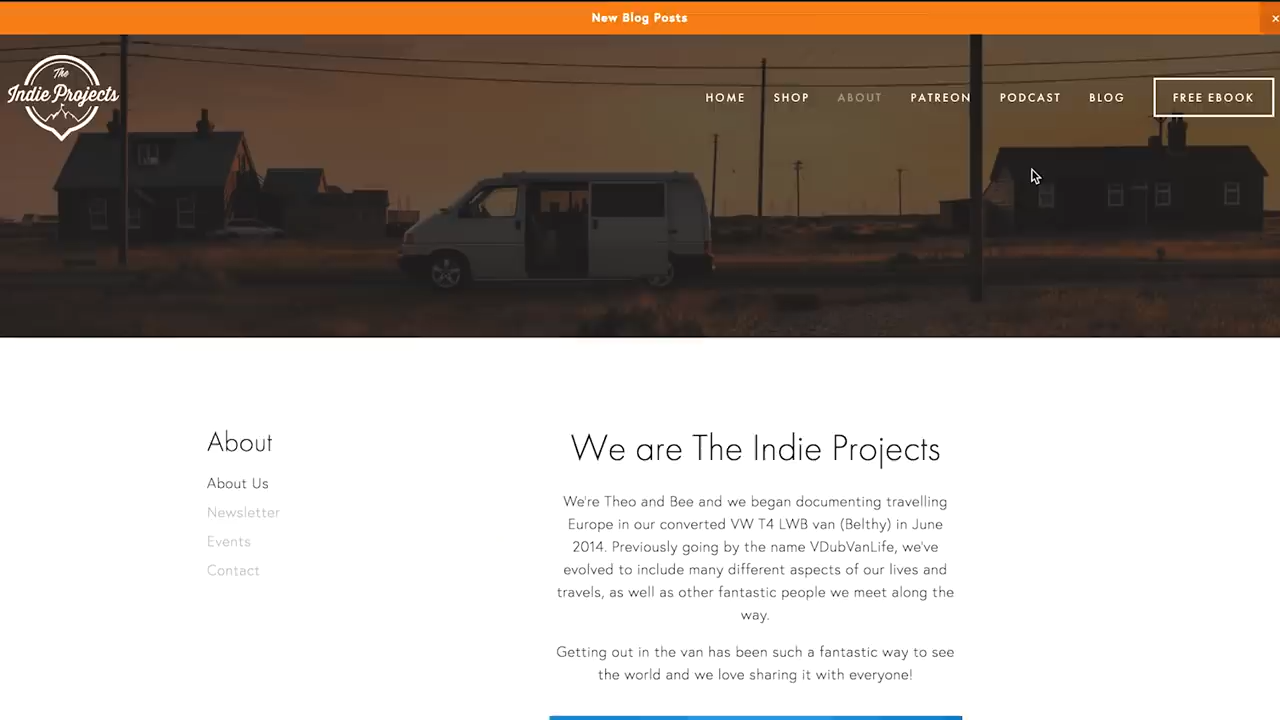 New Blog Posts
×
The
Indie Projects
HOME SHOP ABOUT PATREON PODCAST BLOG FREE EBOOK
About
About Us
Newsletter
Events
Contact
We are The Indie Projects
We're Theo and Bee and we began documenting travelling
Europe in our converted VW T4 LWB van (Belthy) in June
2014. Previously going by the name VDubVanLife, we've
evolved to include many different aspects of our lives and
travels, as well as other fantastic people we meet along the
way.
Getting out in the van has been such a fantastic way to see
the world and we love sharing it with everyone!